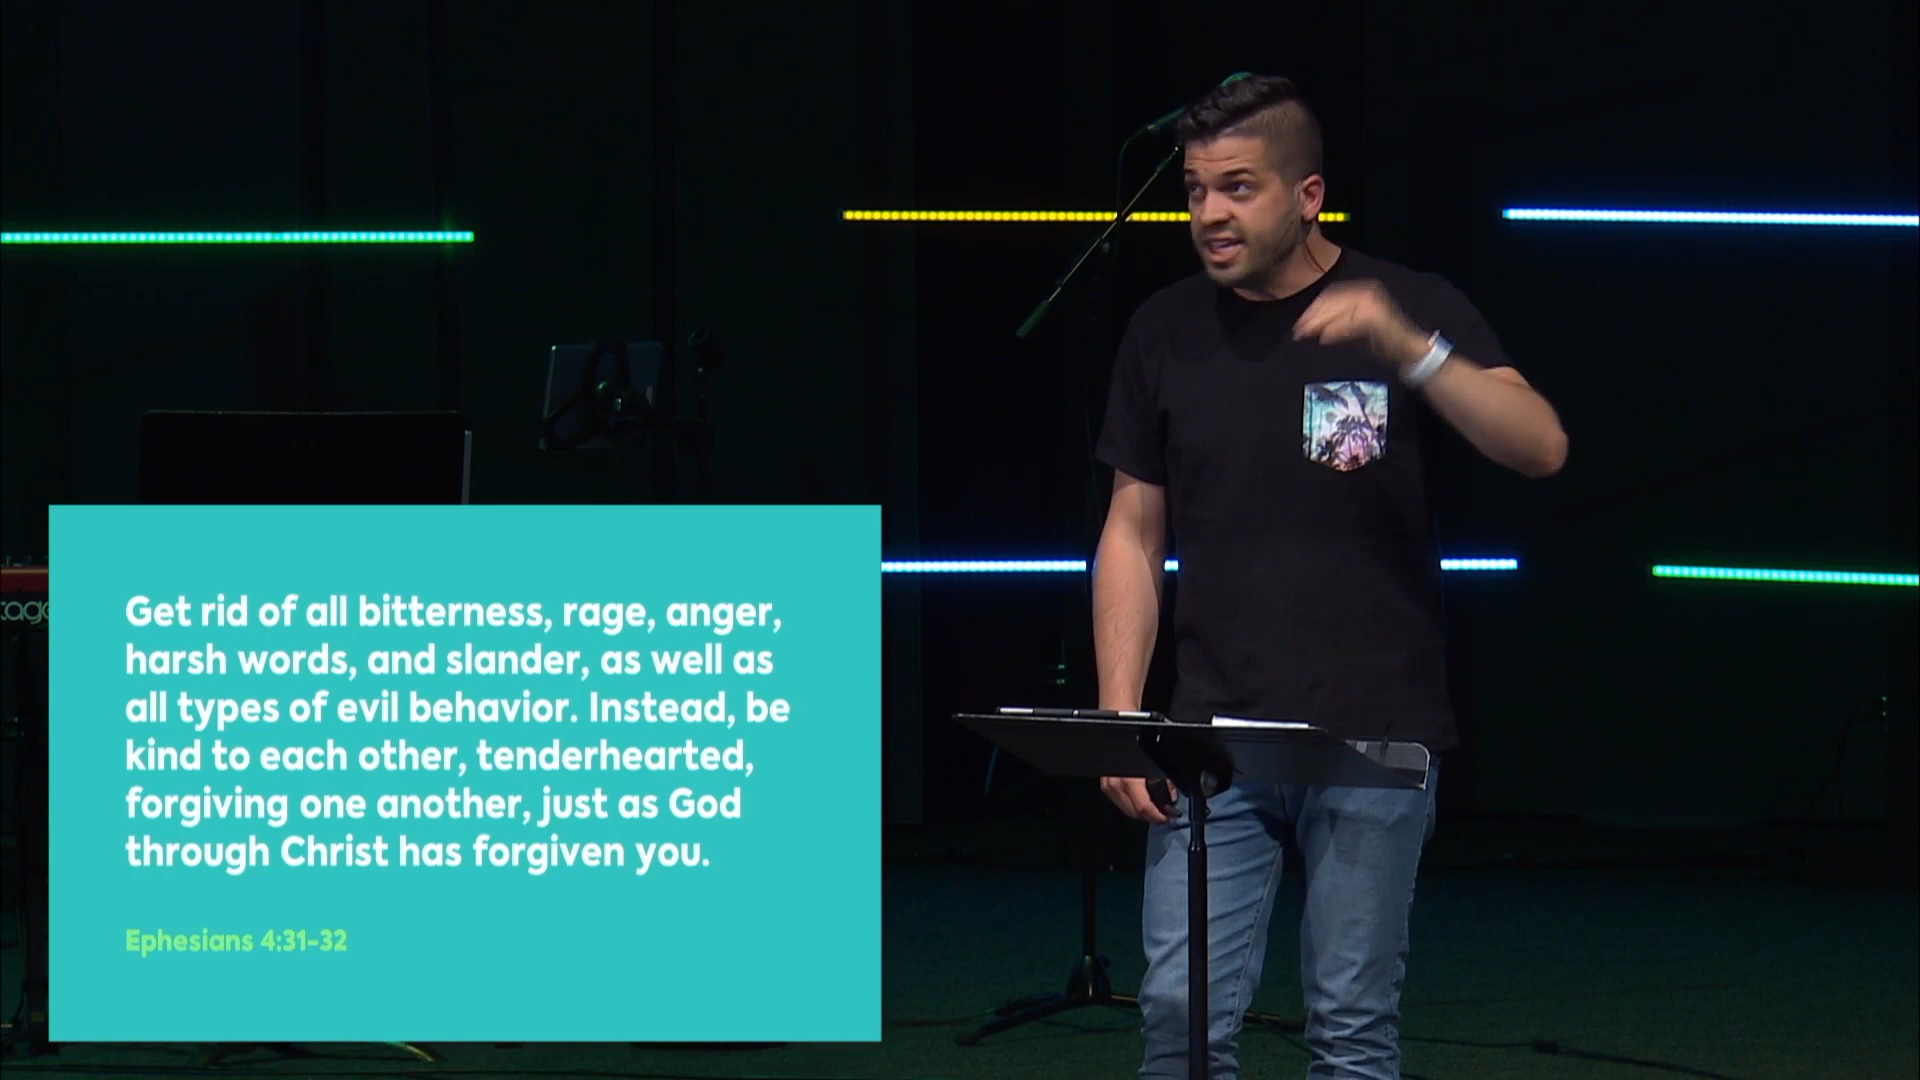 Get rid of all bitterness, rage, anger,
harsh words, and slander, as well as
all types of evil behavior. Instead, be
kind to each other, tenderhearted,
forgiving one another, just as God
through Christ has forgiven you.
Ephesians 4:31-32